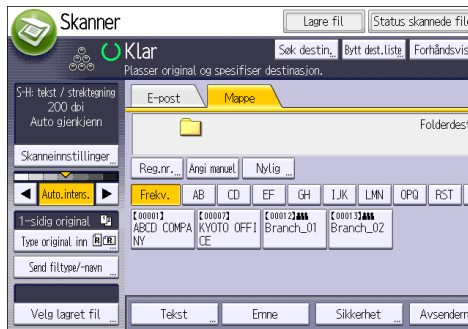 Skanner
Lagre fil
Status skannede file
Klar
Søk destin.
Bytt dest.liste
Forhåndsvis
Plasser original og spesifiser destinasjon.
S-H: tekst / strektegning
200 dpi
Auto gjenkjenn
Skanneinnstillinger
Auto.intens.
1-sidig original
Type original inn
Send filtype/-navn
Velg lagret fil
E-post
Mappe
Folderdest
Reg.nr.
Angi manuel
Nylig
Frekv.
AB
CD
EF
GH
IJK
LMN
OPQ
RST
[00001]
ABCD COMPA
NY
[00007]
KYOTO OFFI
CE
[00012]
Branch_01
[00013]
Branch_02
Tekst
Emne
Sikkerhet
Avsendern